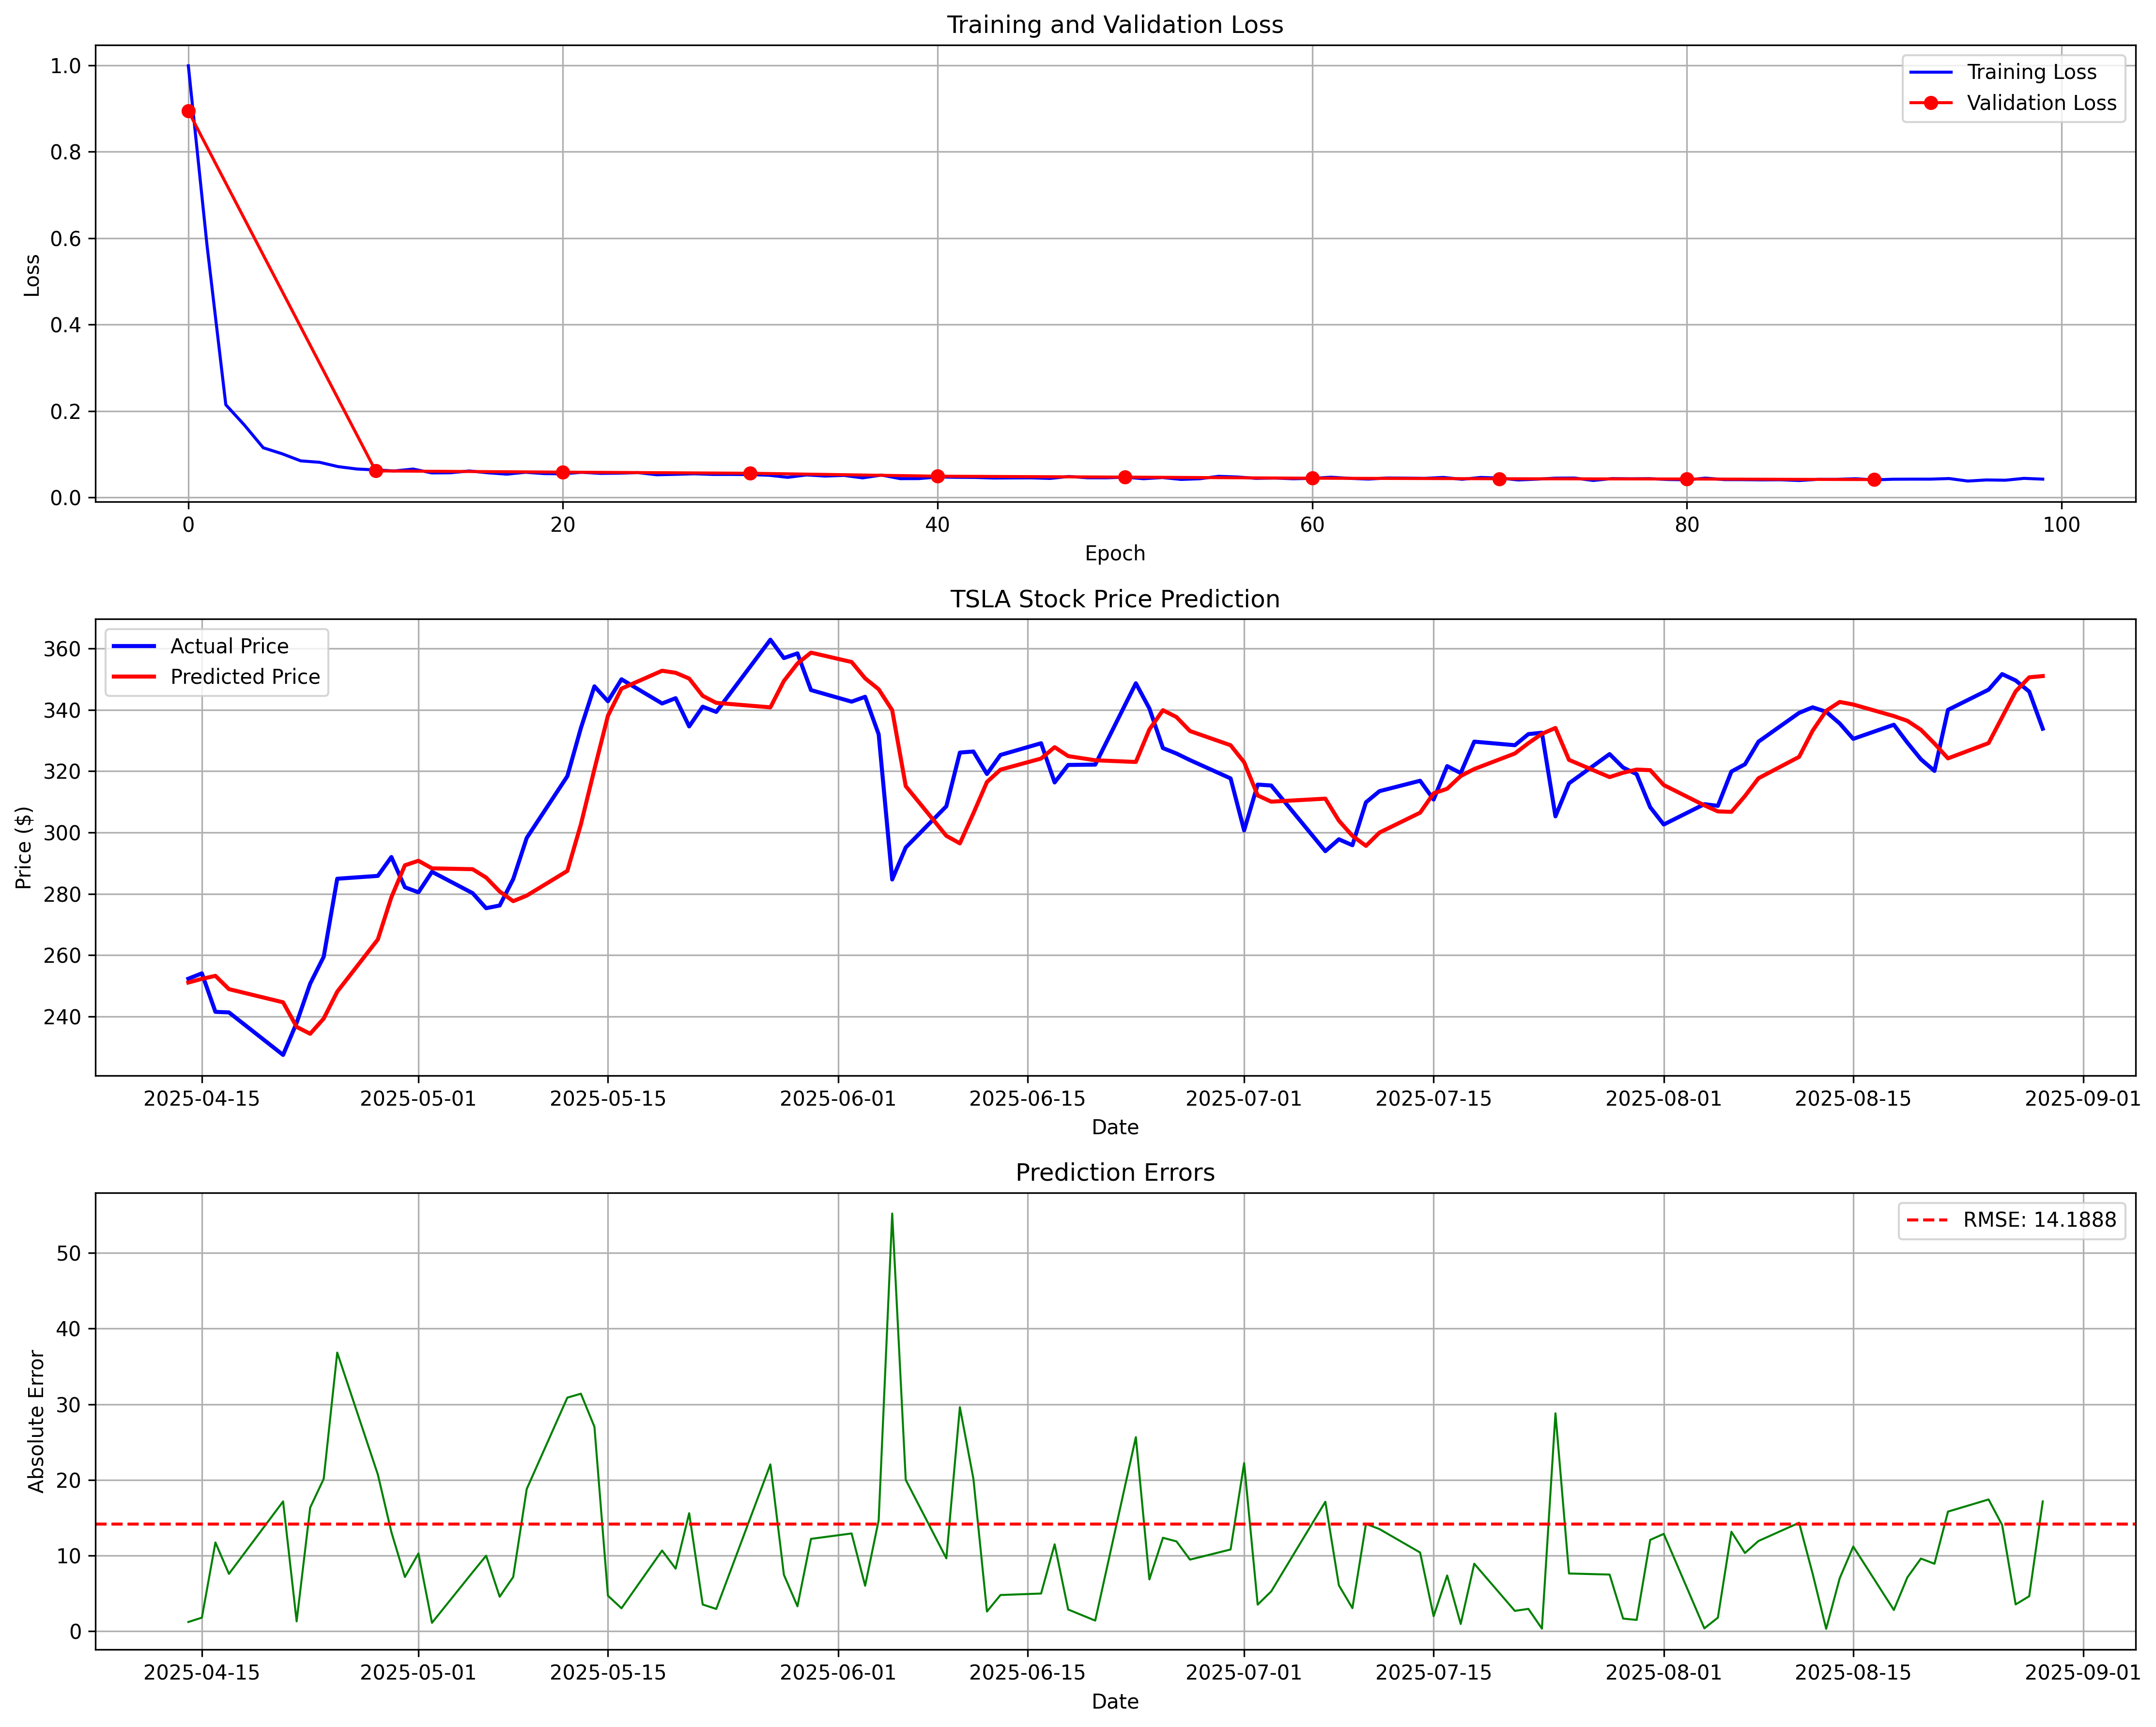 Training and Validation Loss
Training Loss
Validation Loss
Loss
1.0
0.8
0.6
0.4
0.2
0.0
0 20 40 60 80 100
Epoch
TSLA Stock Price Prediction
Actual Price
Predicted Price
Price ($)
360
340
320
300
280
260
240
2025-04-15 2025-05-01 2025-05-15 2025-06-01 2025-06-15 2025-07-01 2025-07-15 2025-08-01 2025-08-15 2025-09-01
Date
Prediction Errors
RMSE: 14.1888
Absolute Error
50
40
30
20
10
0
2025-04-15 2025-05-01 2025-05-15 2025-06-01 2025-06-15 2025-07-01 2025-07-15 2025-08-01 2025-08-15 2025-09-01
Date